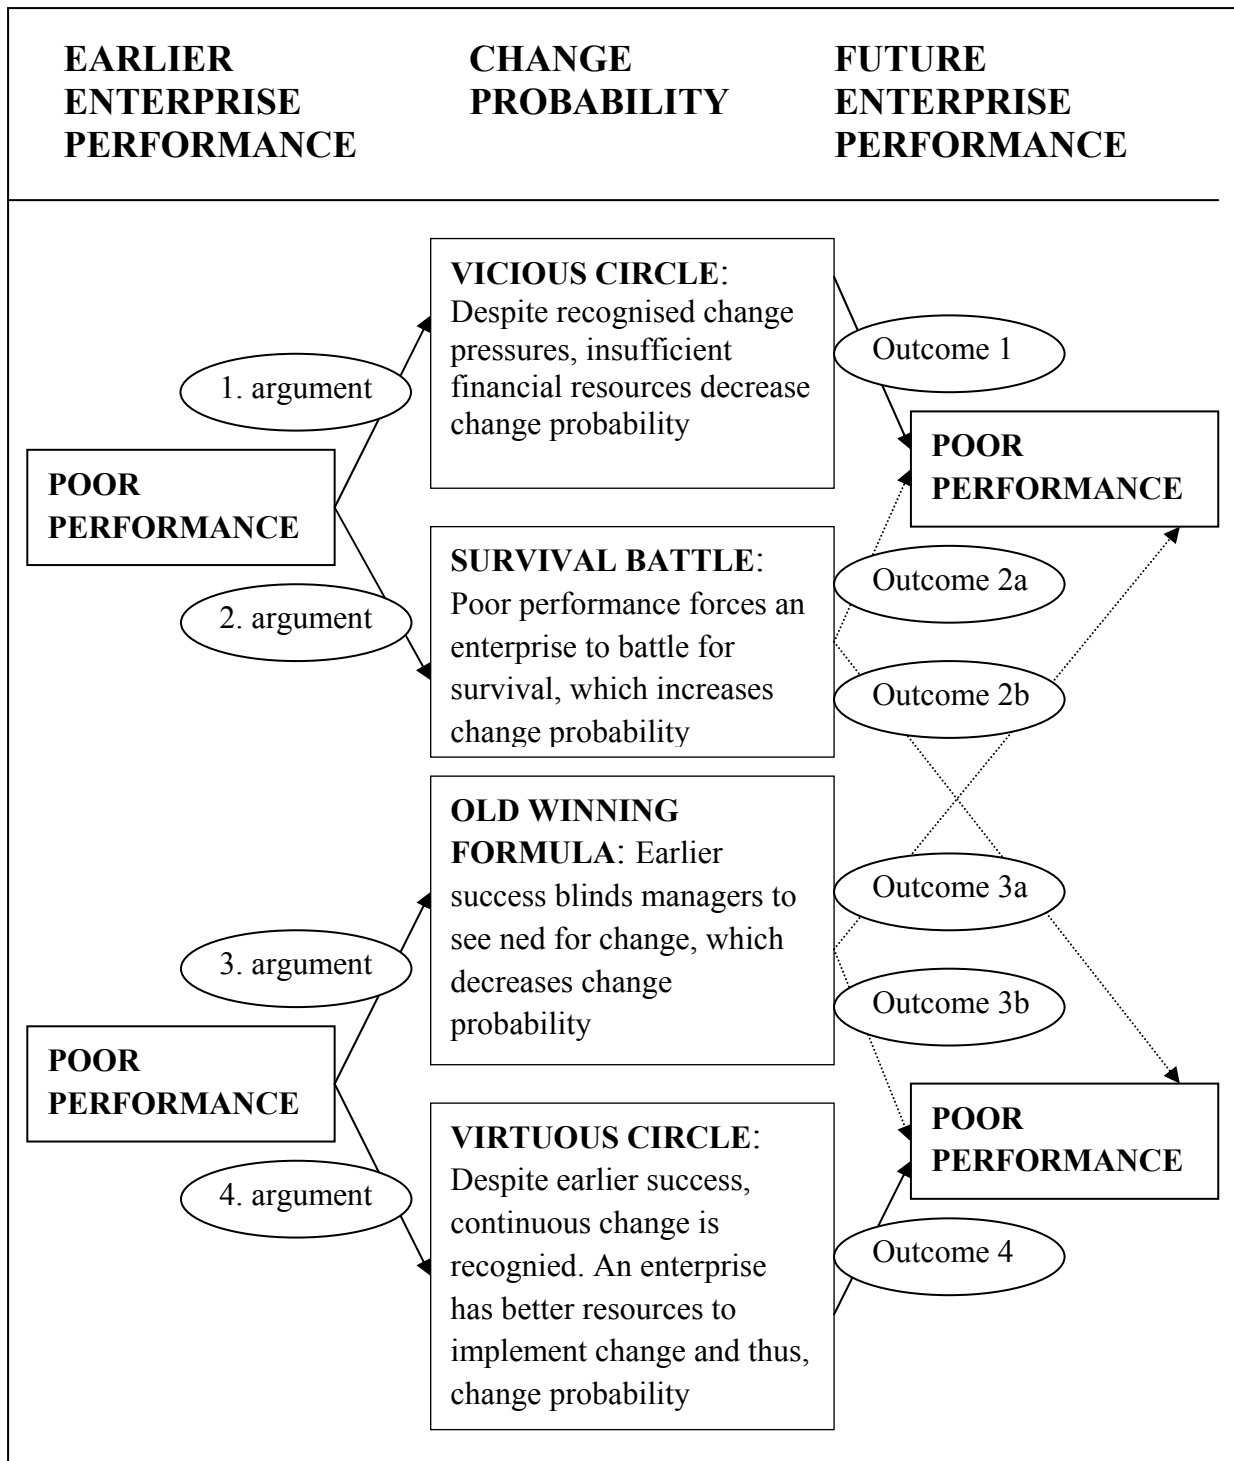 EARLIER
ENTERPRISE
PERFORMANCE
CHANGE
PROBABILITY
FUTURE
ENTERPRISE
PERFORMANCE
VICIOUS CIRCLE:
Despite recognised change
pressures, insufficient
financial resources decrease
change probability
Outcome 1
1. argument
POOR
PERFORMANCE
POOR
PERFORMANCE
SURVIVAL BATTLE:
Poor performance forces an
enterprise to battle for
survival, which increases
change probability
Outcome 2a
2. argument
Outcome 2b
OLD WINNING
FORMULA: Earlier
success blinds managers to
see ned for change, which
decreases change
probability
Outcome 3a
3. argument
Outcome 3b
POOR
PERFORMANCE
POOR
PERFORMANCE
VIRTUOUS CIRCLE:
Despite earlier success,
continuous change is
recognied. An enterprise
has better resources to
implement change and thus,
change probability
4. argument
Outcome 4